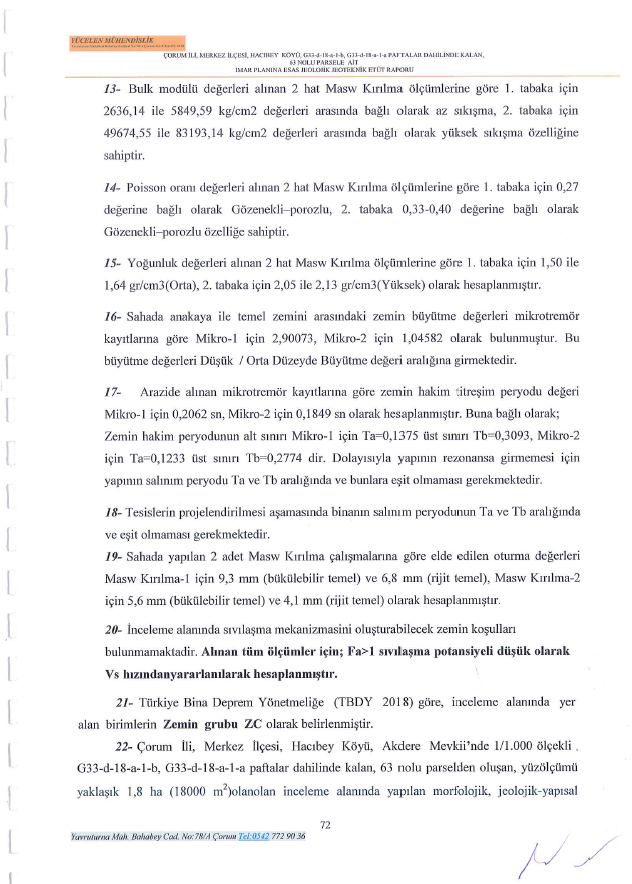 YÜCELEN MÜHENDİSLİK
ÇORUM İLİ, MERKEZ İLÇESİ, HACIBEY KÖYÜ, G33-d-18-a-1-b, G33-d-18-a-1-a PAFTALAR DAHİLİNDE KALAN,
63 NOLU PARSELE AİT
İMAR PLANINA ESAS JEOLOJİK JEOTEKNİK ETÜT RAPORU
13- Bulk modülü değerleri alınan 2 hat Masw Kırılma ölçümlerine göre 1. tabaka için
2636,14 ile 5849,59 kg/cm2 değerleri arasında bağlı olarak az sıkışma, 2. tabaka için
49674,55 ile 83193,14 kg/cm2 değerleri arasında bağlı olarak yüksek sıkışma özelliğine
sahiptir.
14- Poisson oranı değerleri alınan 2 hat Masw Kırılma ölçümlerine göre 1. tabaka için 0,27
değerine bağlı olarak Gözenekli–porozlu, 2. tabaka 0,33-0,40 değerine bağlı olarak
Gözenekli–porozlu özelliğe sahiptir.
15- Yoğunluk değerleri alınan 2 hat Masw Kırılma ölçümlerine göre 1. tabaka için 1,50 ile
1,64 gr/cm3(Orta), 2. tabaka için 2,05 ile 2,13 gr/cm3(Yüksek) olarak hesaplanmıştır.
16- Sahada anakaya ile temel zemini arasındaki zemin büyütme değerleri mikrotremör
kayıtlarına göre Mikro-1 için 2,90073, Mikro-2 için 1,04582 olarak bulunmuştur. Bu
büyütme değerleri Düşük / Orta Düzeyde Büyütme değeri aralığına girmektedir.
17- Arazide alınan mikrotremör kayıtlarına göre zemin hakim titreşim peryodu değeri
Mikro-1 için 0,2062 sn, Mikro-2 için 0,1849 sn olarak hesaplanmıştır. Buna bağlı olarak;
Zemin hakim peryodunun alt sınırı Mikro-1 için Ta=0,1375 üst sınırı Tb=0,3093, Mikro-2
için Ta=0,1233 üst sınırı Tb=0,2774 dir. Dolayısıyla yapının rezonansa girmemesi için
yapının salınım peryodu Ta ve Tb aralığında ve bunlara eşit olmaması gerekmektedir.
18- Tesislerin projelendirilmesi aşamasında binanın salınım peryodunun Ta ve Tb aralığında
ve eşit olmaması gerekmektedir.
19- Sahada yapılan 2 adet Masw Kırılma çalışmalarına göre elde edilen oturma değerleri
Masw Kırılma-1 için 9,3 mm (bükülebilir temel) ve 6,8 mm (rijit temel), Masw Kırılma-2
için 5,6 mm (bükülebilir temel) ve 4,1 mm (rijit temel) olarak hesaplanmıştır.
20- İnceleme alanında sıvılaşma mekanizmasini oluşturabilecek zemin koşulları
bulunmamaktadir. Alınan tüm ölçümler için; Fa>1 sıvılaşma potansiyeli düşük olarak
Vs hızındanyararlanılarak hesaplanmıştır.
21- Türkiye Bina Deprem Yönetmeliğe (TBDY 2018) göre, inceleme alanında yer
alan birimlerin Zemin grubu ZC olarak belirlenmiştir.
22- Çorum İli, Merkez İlçesi, Hacıbey Köyü, Akdere Mevkii'nde 1/1.000 ölçekli
G33-d-18-a-1-b, G33-d-18-a-1-a paftalar dahilinde kalan, 63 nolu parselden oluşan, yüzölçümü
yaklaşık 1,8 ha (18000 m²)olanolan inceleme alanında yapılan morfolojik, jeolojik-yapısal
72
Yavruturna Mah. Bahabey Cad. No:78/A Çorum Tel:0542 772 90 36